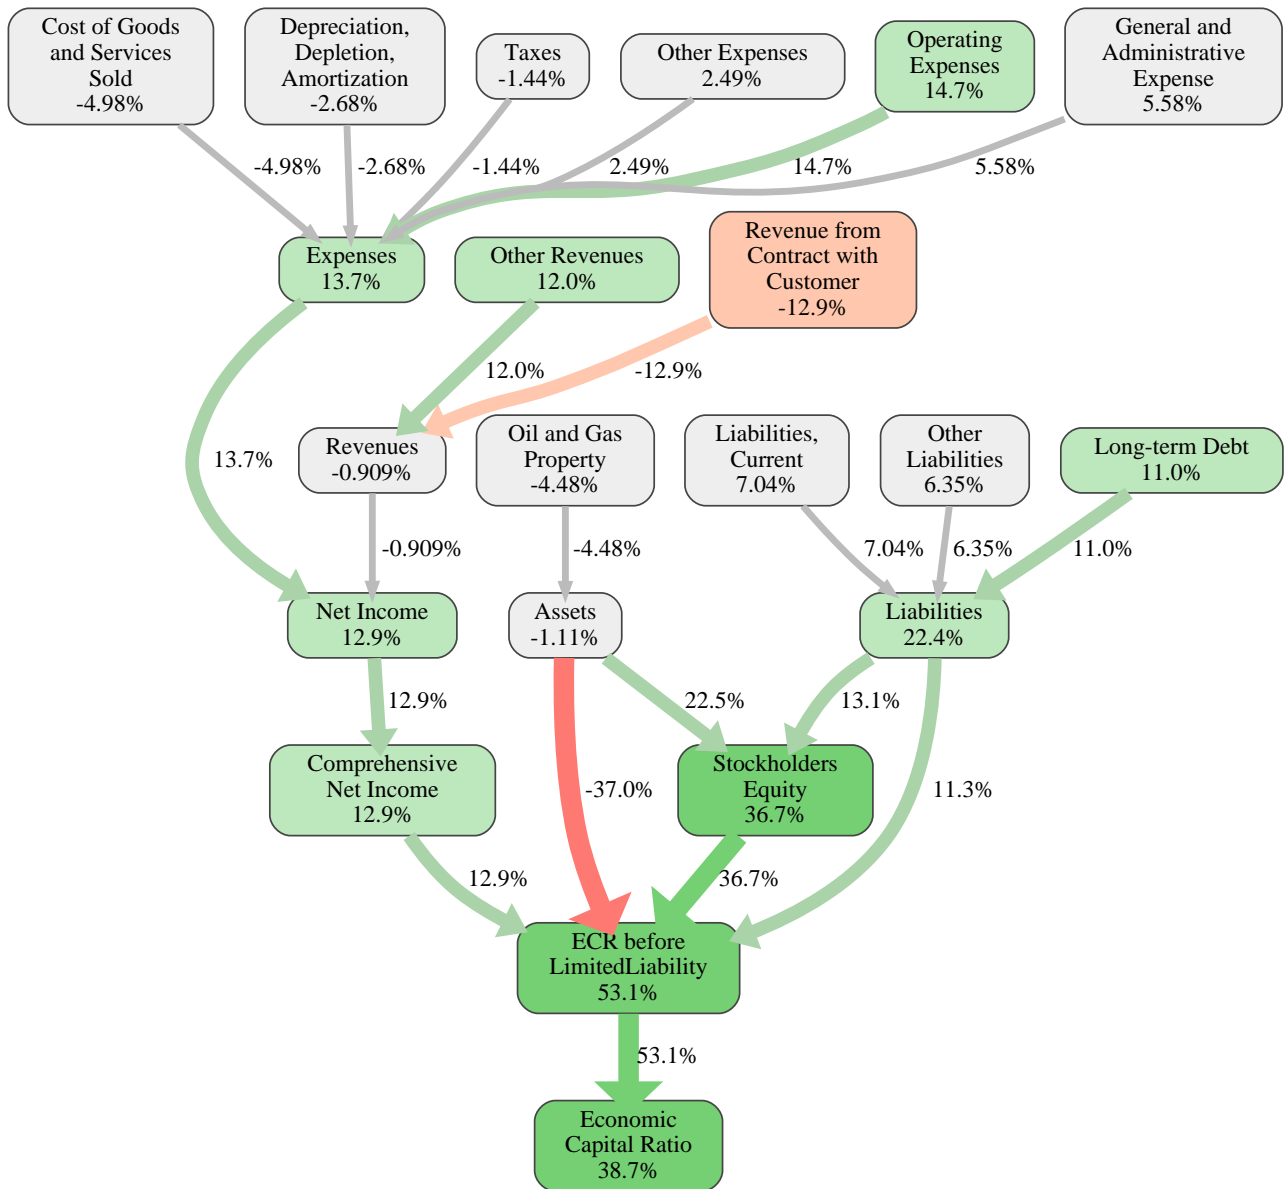 Cost of Goods
and Services
Sold
-4.98%
Depreciation,
Depletion,
Amortization
-2.68%
Taxes
-1.44%
Other Expenses
2.49%
Operating
Expenses
14.7%
General and
Administrative
Expense
5.58%
-4.98%
-2.68%
-1.44%
2.49%
14.7%
5.58%
Expenses
13.7%
Other Revenues
12.0%
Revenue from
Contract with
Customer
-12.9%
12.0%
-12.9%
13.7%
Revenues
-0.909%
Oil and Gas
Property
-4.48%
Liabilities,
Current
7.04%
Other
Liabilities
6.35%
Long-term Debt
11.0%
-0.909%
-4.48%
7.04%
6.35%
11.0%
Net Income
12.9%
Assets
-1.11%
Liabilities
22.4%
12.9%
22.5%
13.1%
Comprehensive
Net Income
12.9%
-37.0%
Stockholders
Equity
36.7%
11.3%
12.9%
36.7%
ECR before
LimitedLiability
53.1%
53.1%
Economic
Capital Ratio
38.7%